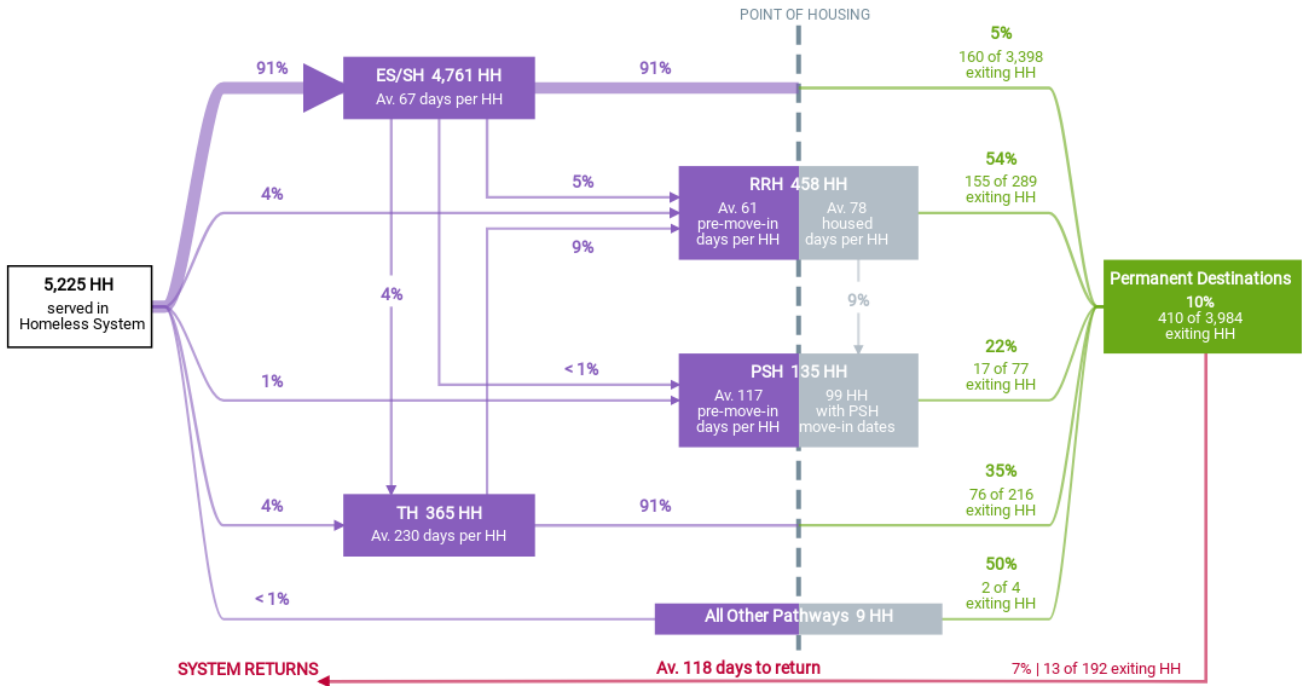 POINT OF HOUSING
91%
ES/SH 4,761 HH
Av. 67 days per HH
91%
5%
160 of 3,398
exiting HH
4%
5%
9%
RRH 458 HH
Av. 61
pre-move-in
days per HH
Av. 78
housed
days per HH
54%
155 of 289
exiting HH
5,225 HH
served in
Homeless System
4%
9%
Permanent Destinations
10%
410 of 3,984
exiting HH
1%
< 1%
PSH 135 HH
Av. 117
pre-move-in
days per HH
99 HH
with PSH
move-in dates
22%
17 of 77
exiting HH
4%
TH 365 HH
Av. 230 days per HH
91%
35%
76 of 216
exiting HH
< 1%
All Other Pathways 9 HH
50%
2 of 4
exiting HH
SYSTEM RETURNS
Av. 118 days to return
7% | 13 of 192 exiting HH